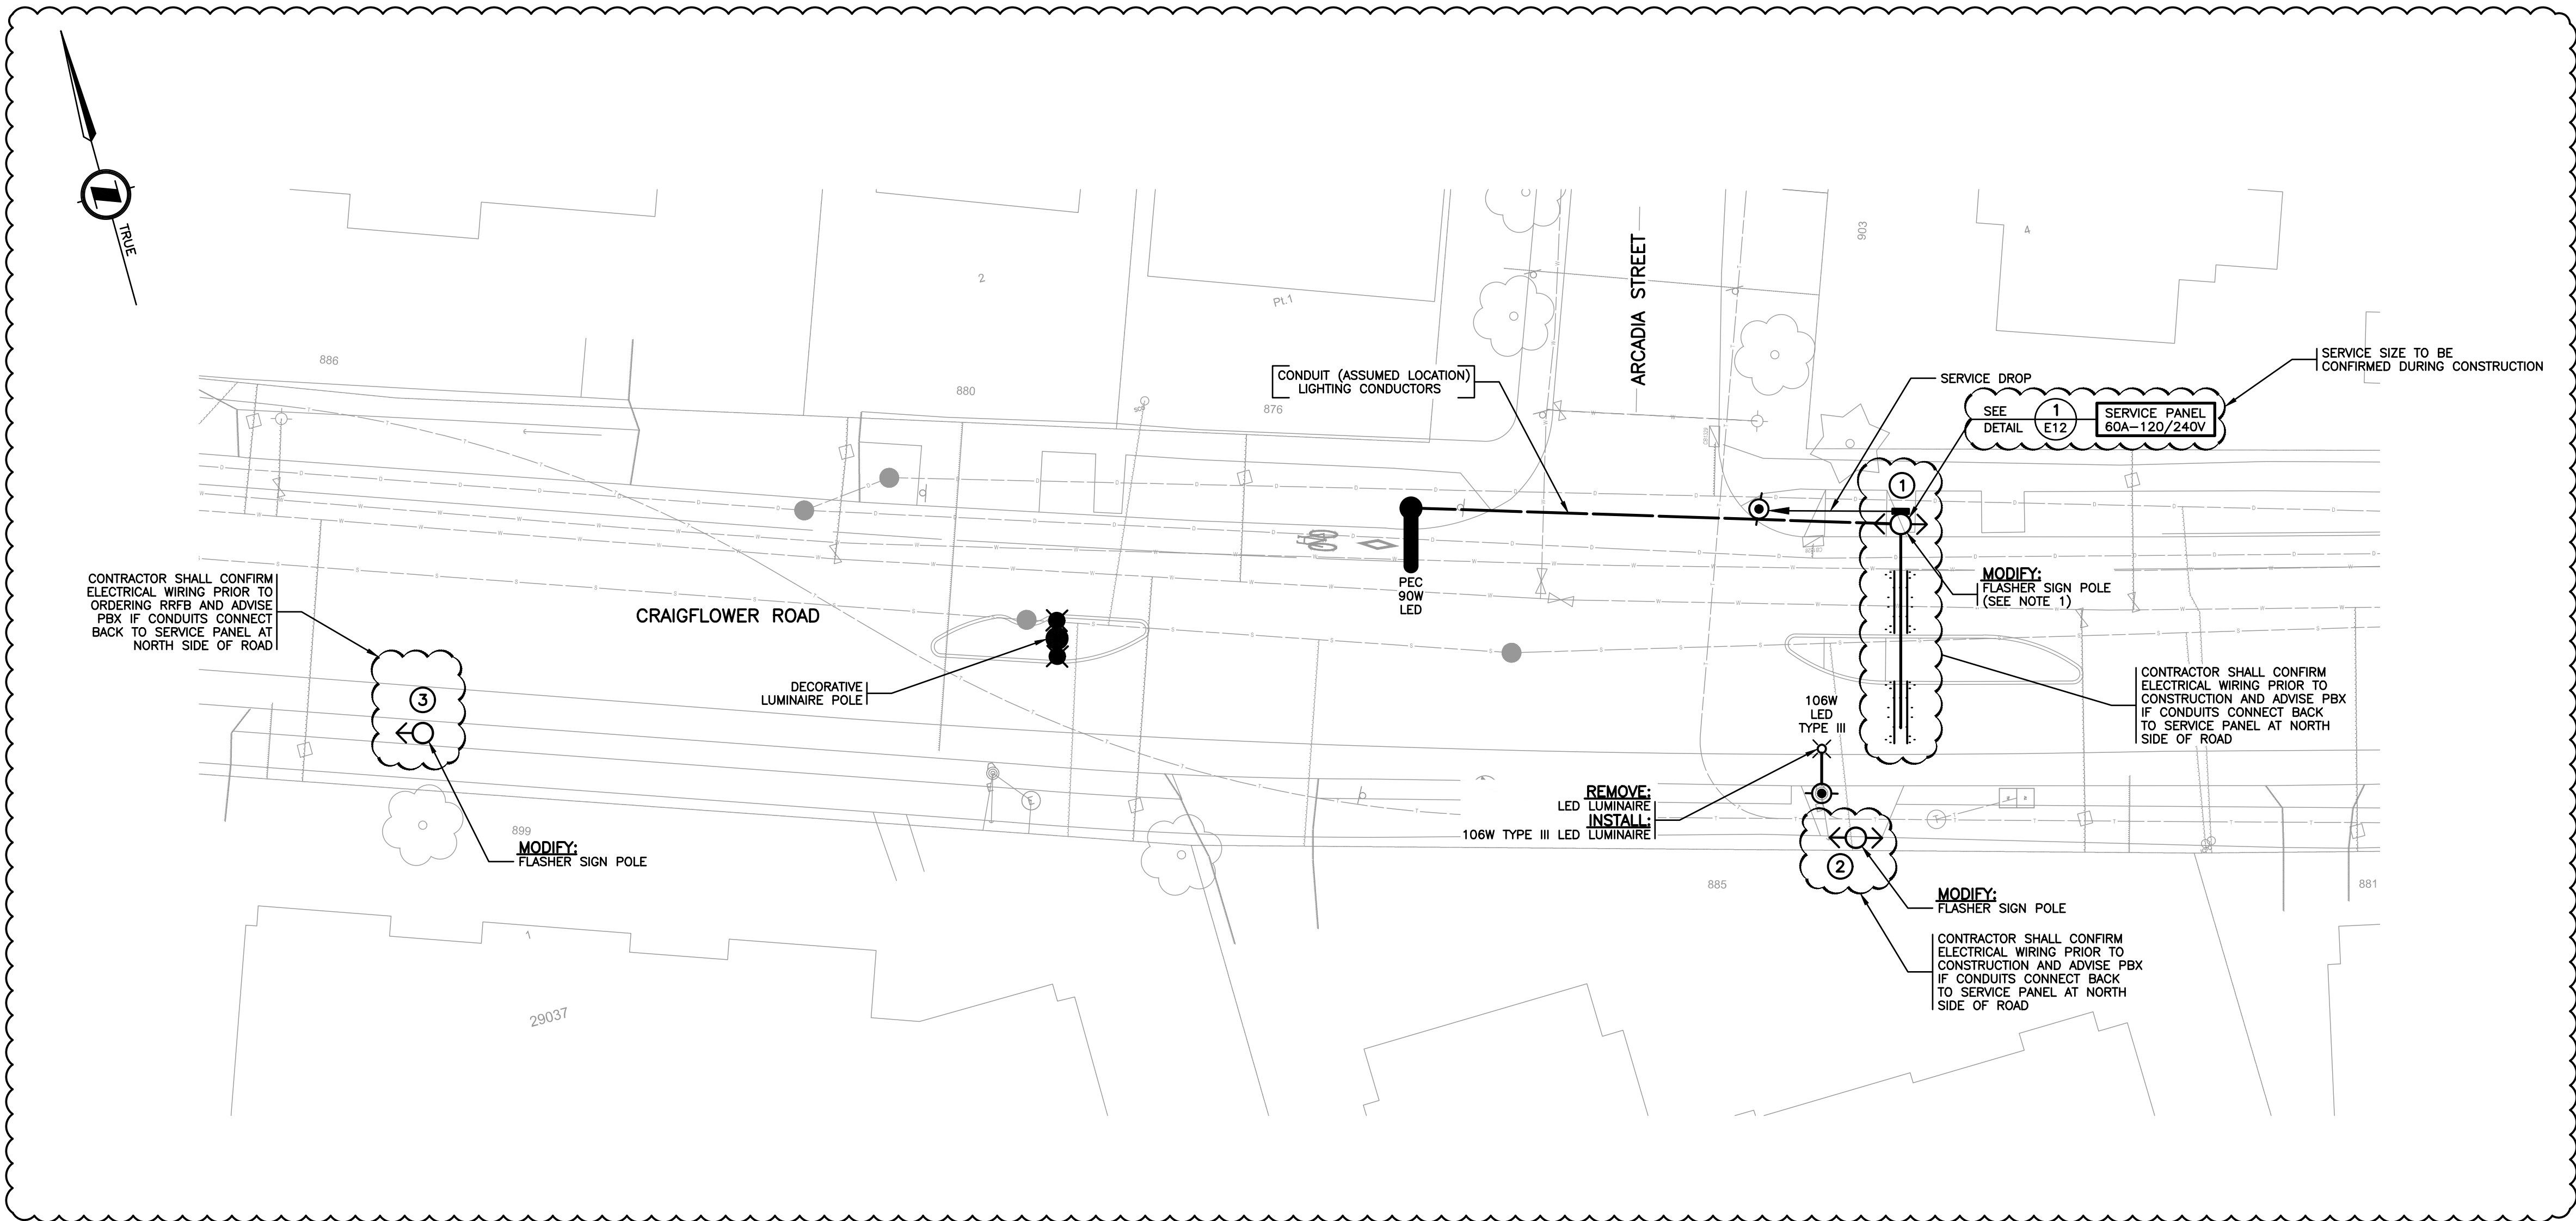 TRUE
886
2
880
Pt.1
876
903
4
ARCADIA STREET
CONDUIT (ASSUMED LOCATION)
LIGHTING CONDUCTORS
SERVICE DROP
SERVICE SIZE TO BE
CONFIRMED DURING CONSTRUCTION
SEE
DETAIL
1
E12
SERVICE PANEL
60A-120/240V
1
CONTRACTOR SHALL CONFIRM
ELECTRICAL WIRING PRIOR TO
ORDERING RRFB AND ADVISE
PBX IF CONDUITS CONNECT
BACK TO SERVICE PANEL AT
NORTH SIDE OF ROAD
3
CRAIGFLOWER ROAD
DECORATIVE
LUMINAIRE POLE
PEC
90W
LED
MODIFY:
FLASHER SIGN POLE
(SEE NOTE 1)
CONTRACTOR SHALL CONFIRM
ELECTRICAL WIRING PRIOR TO
CONSTRUCTION AND ADVISE PBX
IF CONDUITS CONNECT BACK
TO SERVICE PANEL AT NORTH
SIDE OF ROAD
106W
LED
TYPE III
REMOVE:
LED LUMINAIRE
INSTALL:
106W TYPE III LED LUMINAIRE
899
MODIFY:
FLASHER SIGN POLE
2
885
881
MODIFY:
FLASHER SIGN POLE
CONTRACTOR SHALL CONFIRM
ELECTRICAL WIRING PRIOR TO
CONSTRUCTION AND ADVISE PBX
IF CONDUITS CONNECT BACK
TO SERVICE PANEL AT NORTH
SIDE OF ROAD
1
29037